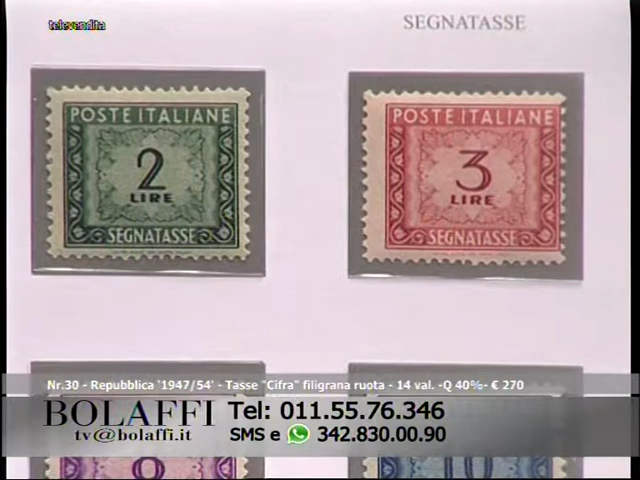 televendita
SEGNATASSE
POSTE ITALIANE
2
LIRE
SEGNATASSE
POSTE ITALIANE
3
LIRE
SEGNATASSE
Nr.30 - Repubblica '1947/54' - Tasse "Cifra" filigrana ruota - 14 val. -Q 40%- € 270
BOLAFFI
tv@bolaffi.it
Tel: 011.55.76.346
SMS e 342.830.00.90
8
10